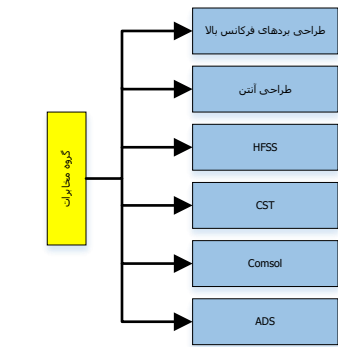 گروه مخابرات
طراحی بردهای فرکانس بالا
طراحی آنتن
HFSS
CST
Comsol
ADS